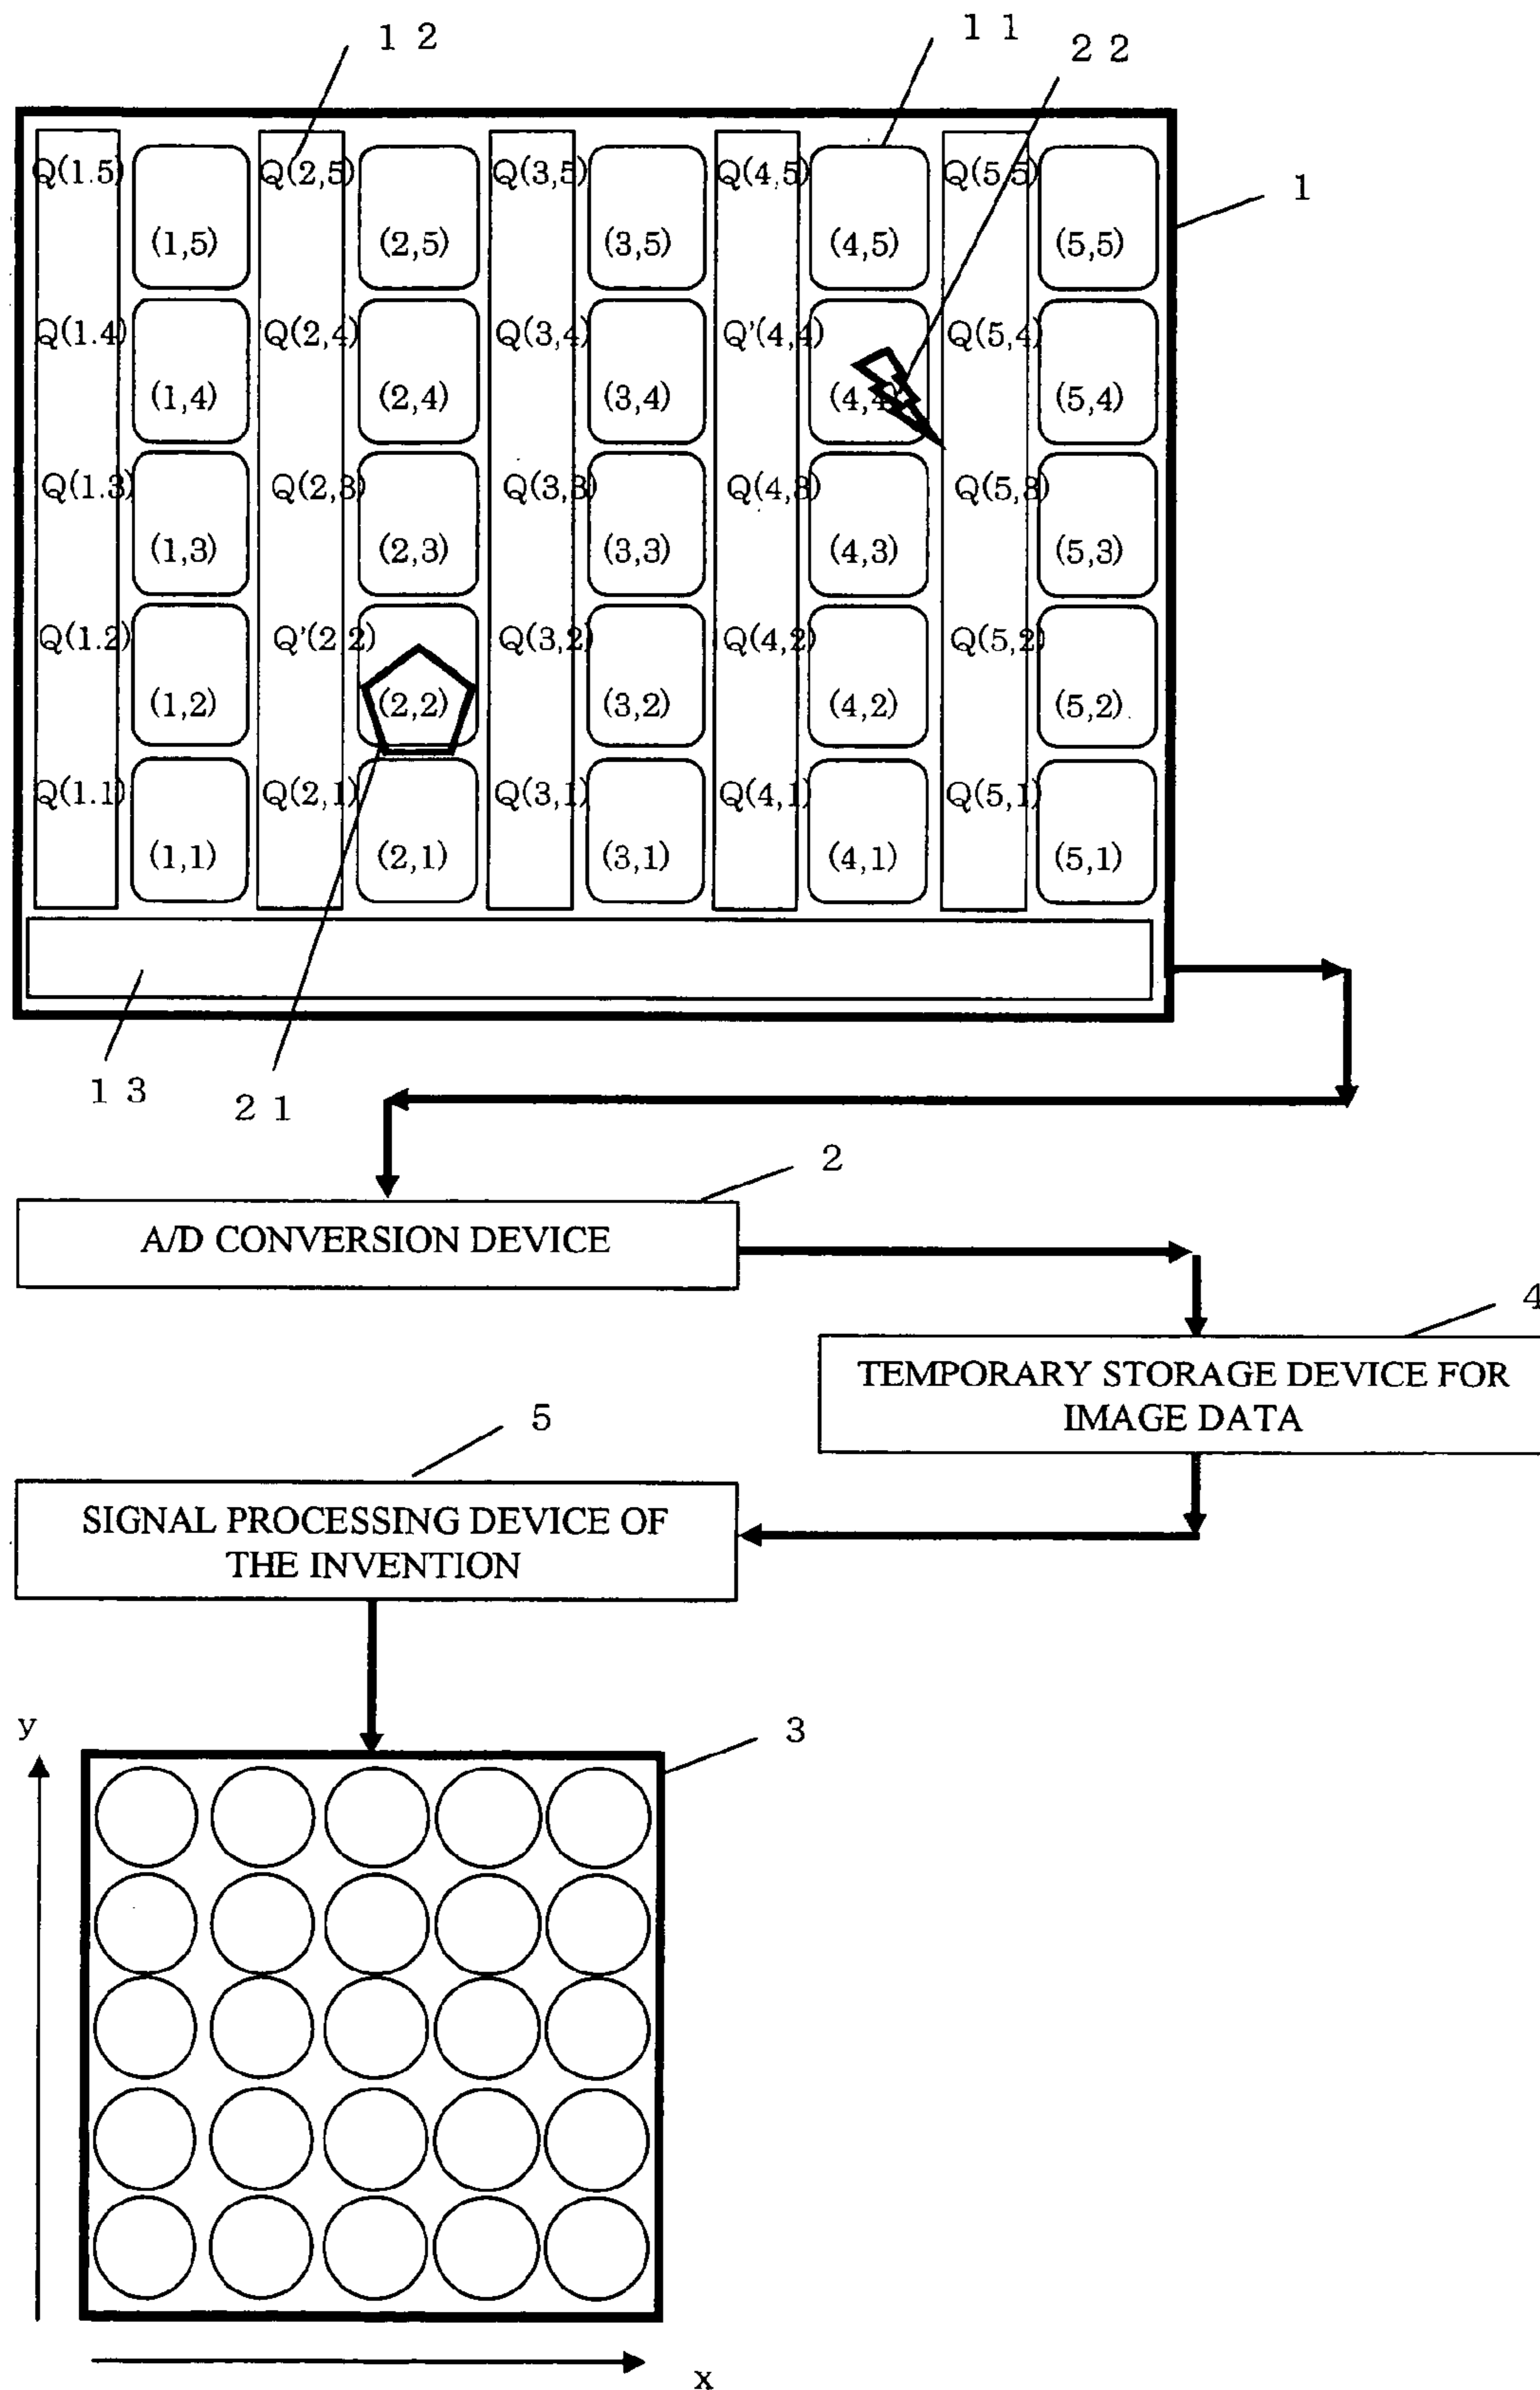 1 2
1 1
2 2
Q(1.5) Q(2,5) Q(3,5) Q(4,5) Q(5,5)
1
(1,5) (2,5) (3,5) (4,5) (5,5)
Q(1.4) Q(2,4) Q(3,4) Q'(4,4) Q(5,4)
(1,4) (2,4) (3,4) (4,4) (5,4)
Q(1.3) Q(2,3) Q(3,3) Q(4,3) Q(5,3)
(1,3) (2,3) (3,3) (4,3) (5,3)
Q(1.2) Q'(2,2) Q(3,2) Q(4,2) Q(5,2)
(1,2) (2,2) (3,2) (4,2) (5,2)
Q(1.1) Q(2,1) Q(3,1) Q(4,1) Q(5,1)
(1,1) (2,1) (3,1) (4,1) (5,1)
1 3
2 1
2
A/D CONVERSION DEVICE
4
TEMPORARY STORAGE DEVICE FOR
IMAGE DATA
5
SIGNAL PROCESSING DEVICE OF
THE INVENTION
y
3
x